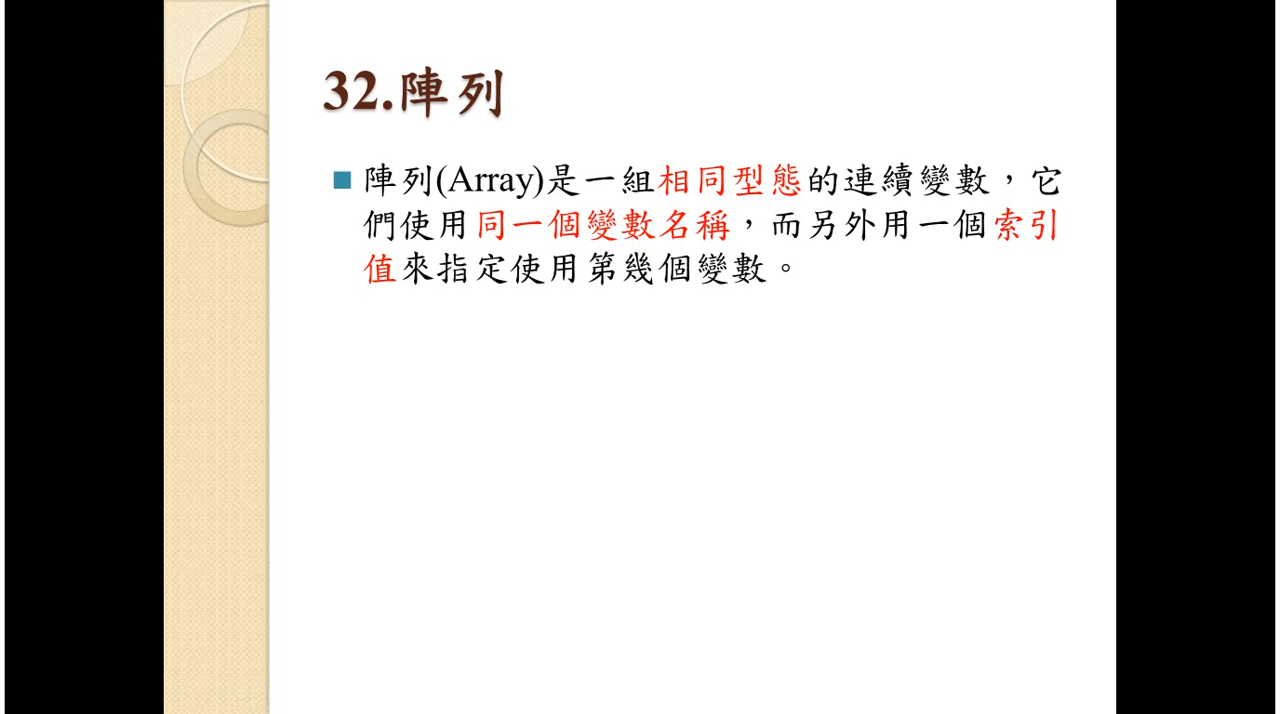 32.陣列
陣列(Array)是一組相同型態的連續變數，它
們使用同一個變數名稱，而另外用一個索引
值來指定使用第幾個變數。